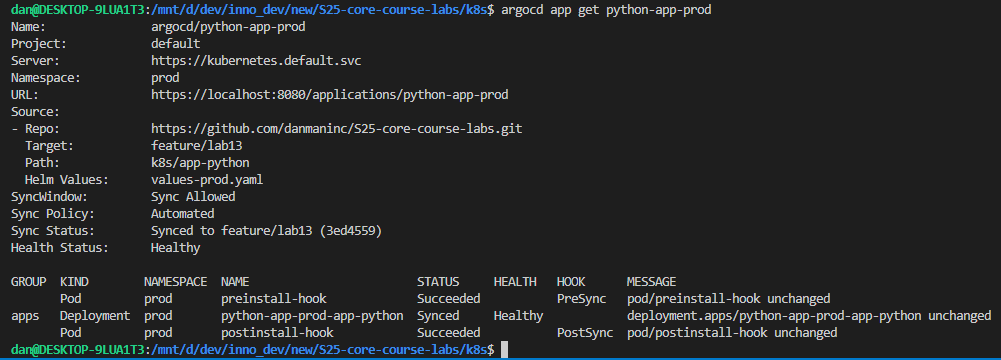 dan@DESKTOP-9LUA1T3:/mnt/d/dev/inno_dev/new/S25-core-course-labs/k8s$ argocd app get python-app-prod
Name:               argocd/python-app-prod
Project:            default
Server:             https://kubernetes.default.svc
Namespace:          prod
URL:                https://localhost:8080/applications/python-app-prod
Source:
- Repo:             https://github.com/danmaninc/S25-core-course-labs.git
  Target:           feature/lab13
  Path:             k8s/app-python
  Helm Values:      values-prod.yaml
SyncWindow:         Sync Allowed
Sync Policy:        Automated
Sync Status:        Synced to feature/lab13 (3ed4559)
Health Status:      Healthy

GROUP  KIND        NAMESPACE  NAME                        STATUS     HEALTH   HOOK      MESSAGE
       Pod         prod       preinstall-hook             Succeeded           PreSync   pod/preinstall-hook unchanged
apps   Deployment  prod       python-app-prod-app-python  Synced     Healthy            deployment.apps/python-app-prod-app-python unchanged
       Pod         prod       postinstall-hook            Succeeded           PostSync  pod/postinstall-hook unchanged
dan@DESKTOP-9LUA1T3:/mnt/d/dev/inno_dev/new/S25-core-course-labs/k8s$